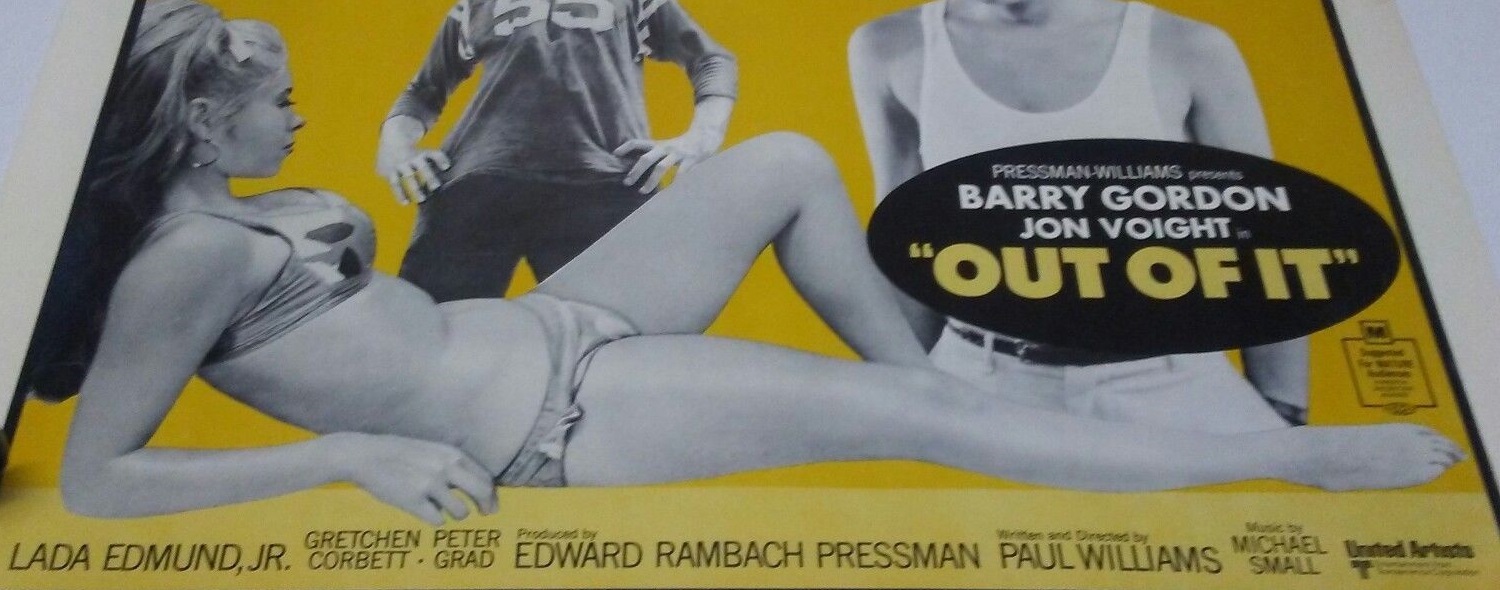 55
PRESSMAN-WILLIAMS presents
BARRY GORDON
JON VOIGHT in
"OUT OF IT"
M
LADA EDMUND, JR.
GRETCHEN CORBETT · PETER GRAD
Produced by
EDWARD RAMBACH PRESSMAN
Written and Directed by
PAUL WILLIAMS
Music by
MICHAEL
SMALL
United Artists